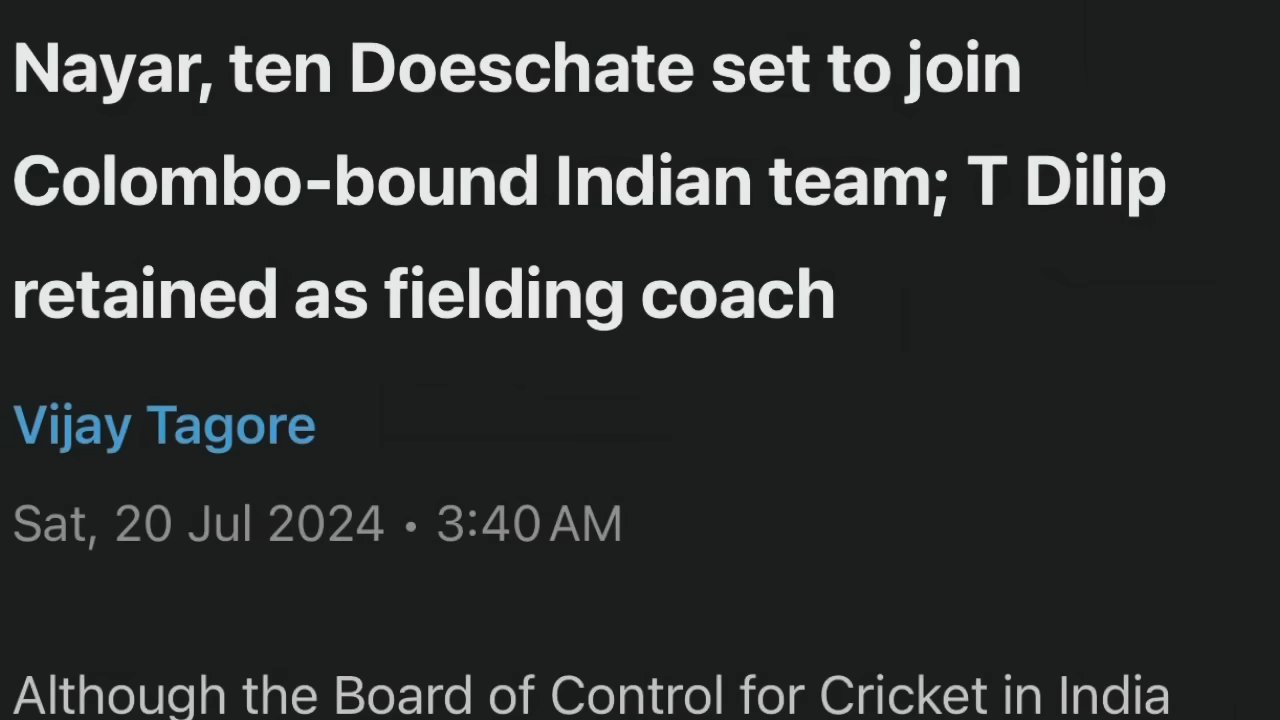 Nayar, ten Doeschate set to join
Colombo-bound Indian team; T Dilip
retained as fielding coach
Vijay Tagore
Sat, 20 Jul 2024 • 3:40 AM
Although the Board of Control for Cricket in India